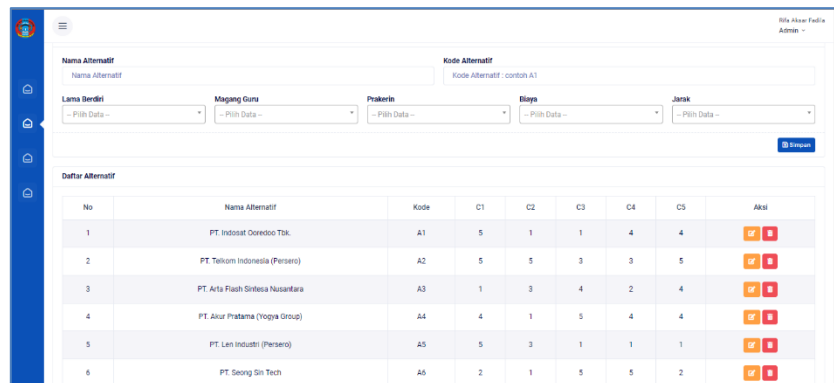 Rifa Aksar Fadila
Admin
Nama Alternatif Kode Alternatif
Nama Alternatif Kode Alternatif : contoh A1
Lama Berdiri Magang Guru Prakerin Biaya Jarak
-- Pilih Data -- -- Pilih Data -- -- Pilih Data -- -- Pilih Data -- -- Pilih Data --
Simpan
Daftar Alternatif
No Nama Alternatif Kode C1 C2 C3 C4 C5 Aksi
1 PT. Indosat Ooredoo Tbk. A1 5 1 1 4 4
2 PT. Telkom Indonesia (Persero) A2 5 5 3 3 5
3 PT. Arta Flash Sintesa Nusantara A3 1 3 4 2 4
4 PT. Akur Pratama (Yogya Group) A4 4 1 5 4 4
5 PT. Len Industri (Persero) A5 5 3 1 1 1
6 PT. Seong Sin Tech A6 2 1 5 5 2